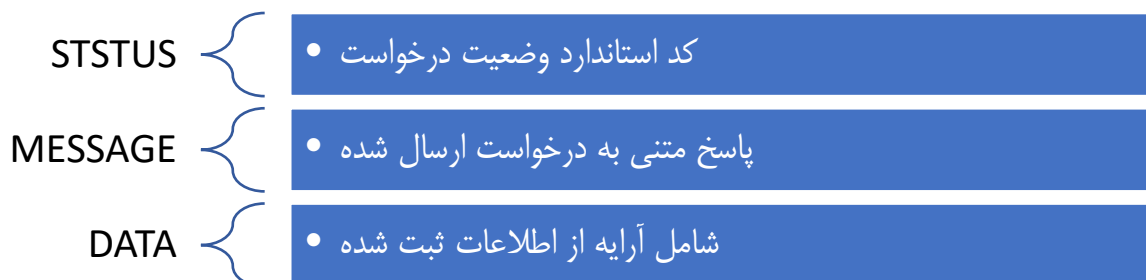 STSTUS
• کد استاندارد وضعیت درخواست
MESSAGE
• پاسخ متنی به درخواست ارسال شده
DATA
• شامل آرایه از اطلاعات ثبت شده